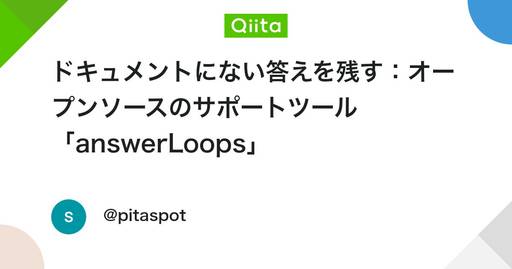 Qiita
ドキュメントにない答えを残す：オー
プンソースのサポートツール
「answerLoops」
S
@pitaspot